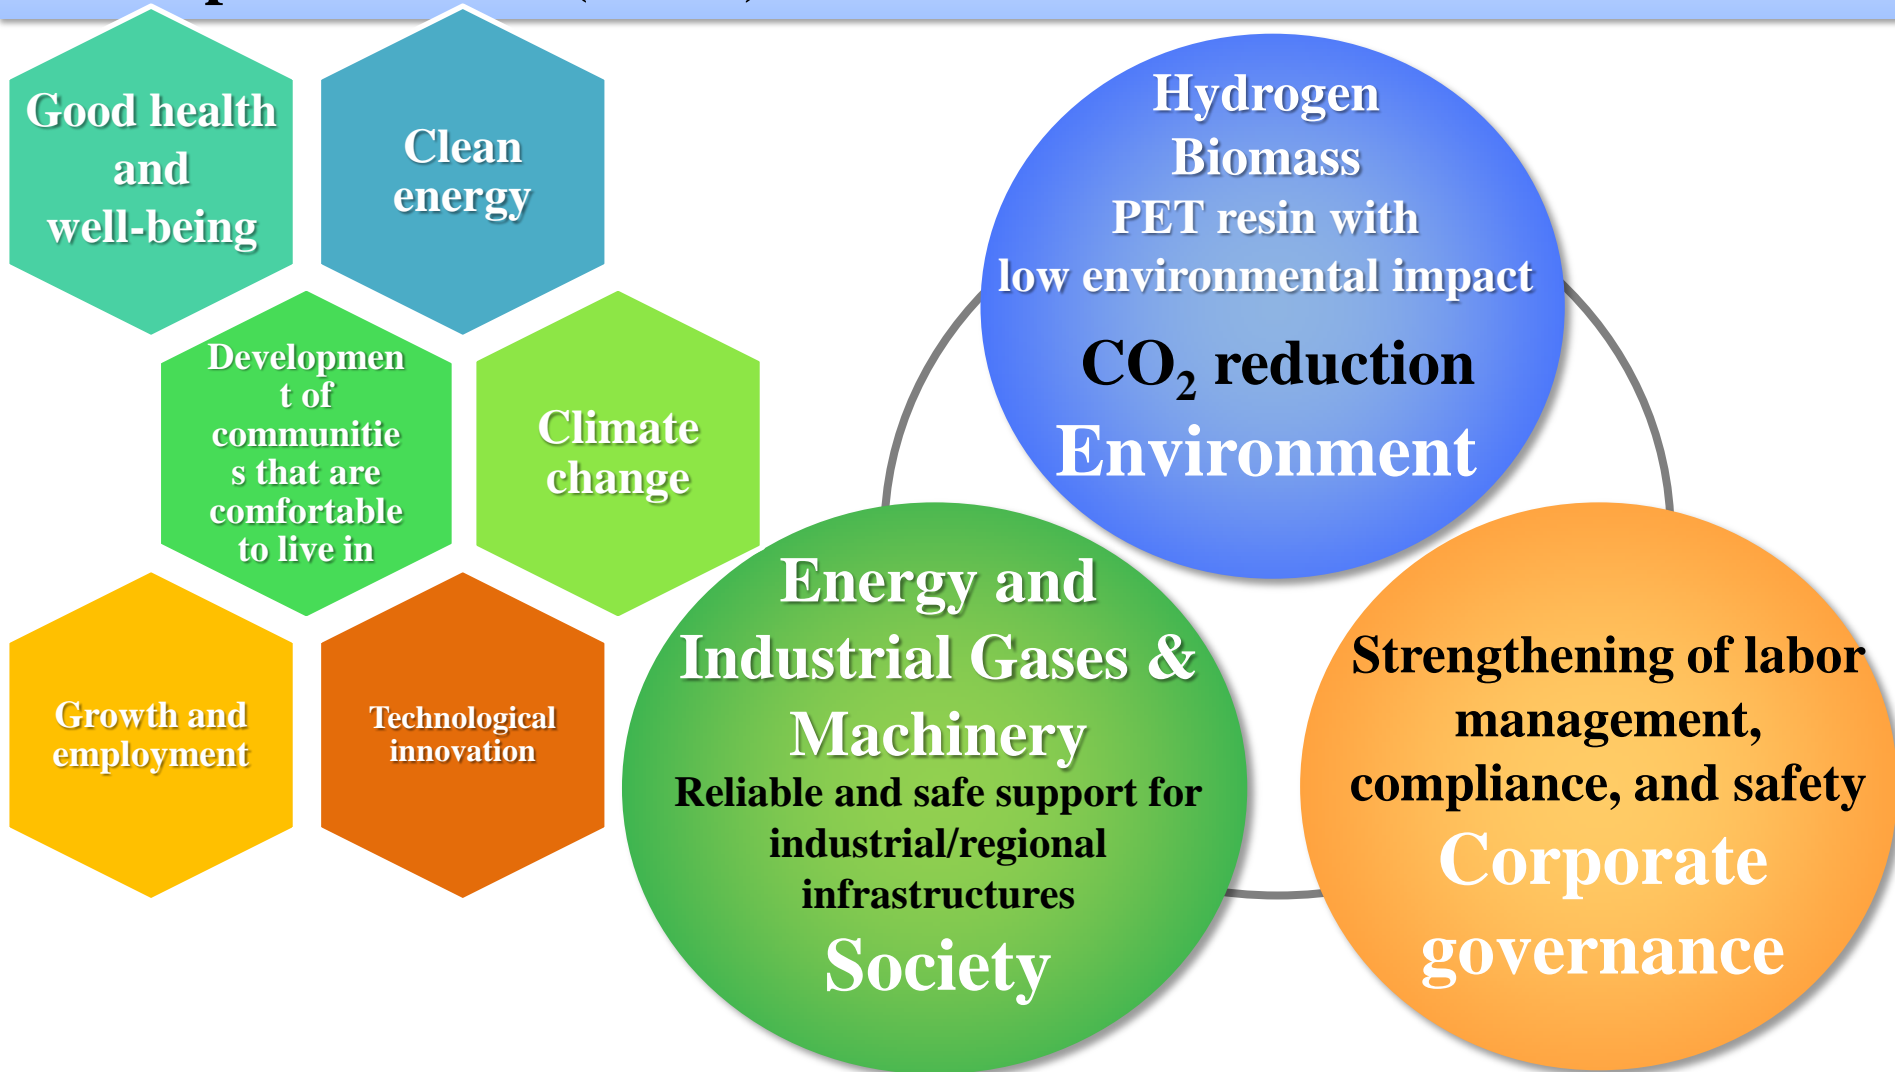 Good health
and
well-being
Clean
energy
Developmen
t of
communitie
s that are
comfortable
to live in
Climate
change
Growth and
employment
Technological
innovation
Hydrogen
Biomass
PET resin with
low environmental impact
CO₂ reduction
Environment
Energy and
Industrial Gases &
Machinery
Reliable and safe support for
industrial/regional
infrastructures
Society
Strengthening of labor
management,
compliance, and safety
Corporate
governance